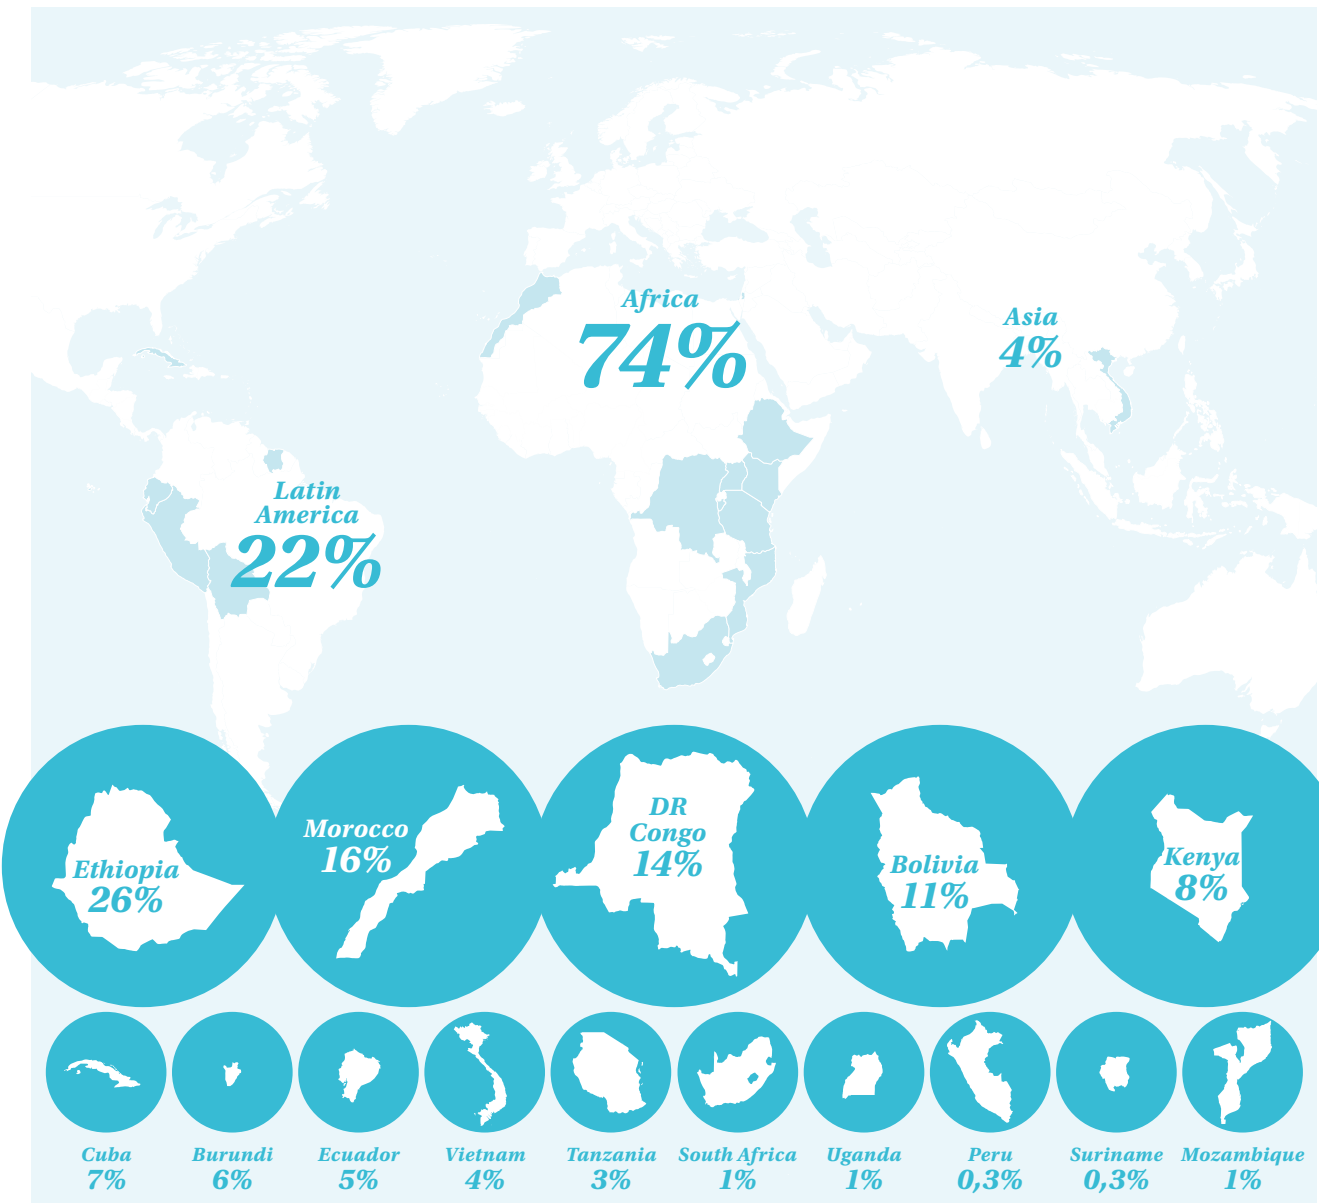 Africa
74%
Asia
4%
Latin
America
22%
Ethiopia
26%
Morocco
16%
DR
Congo
14%
Bolivia
11%
Kenya
8%
Cuba
7%
Burundi
6%
Ecuador
5%
Vietnam
4%
Tanzania
3%
South Africa
1%
Uganda
1%
Peru
0,3%
Suriname
0,3%
Mozambique
1%